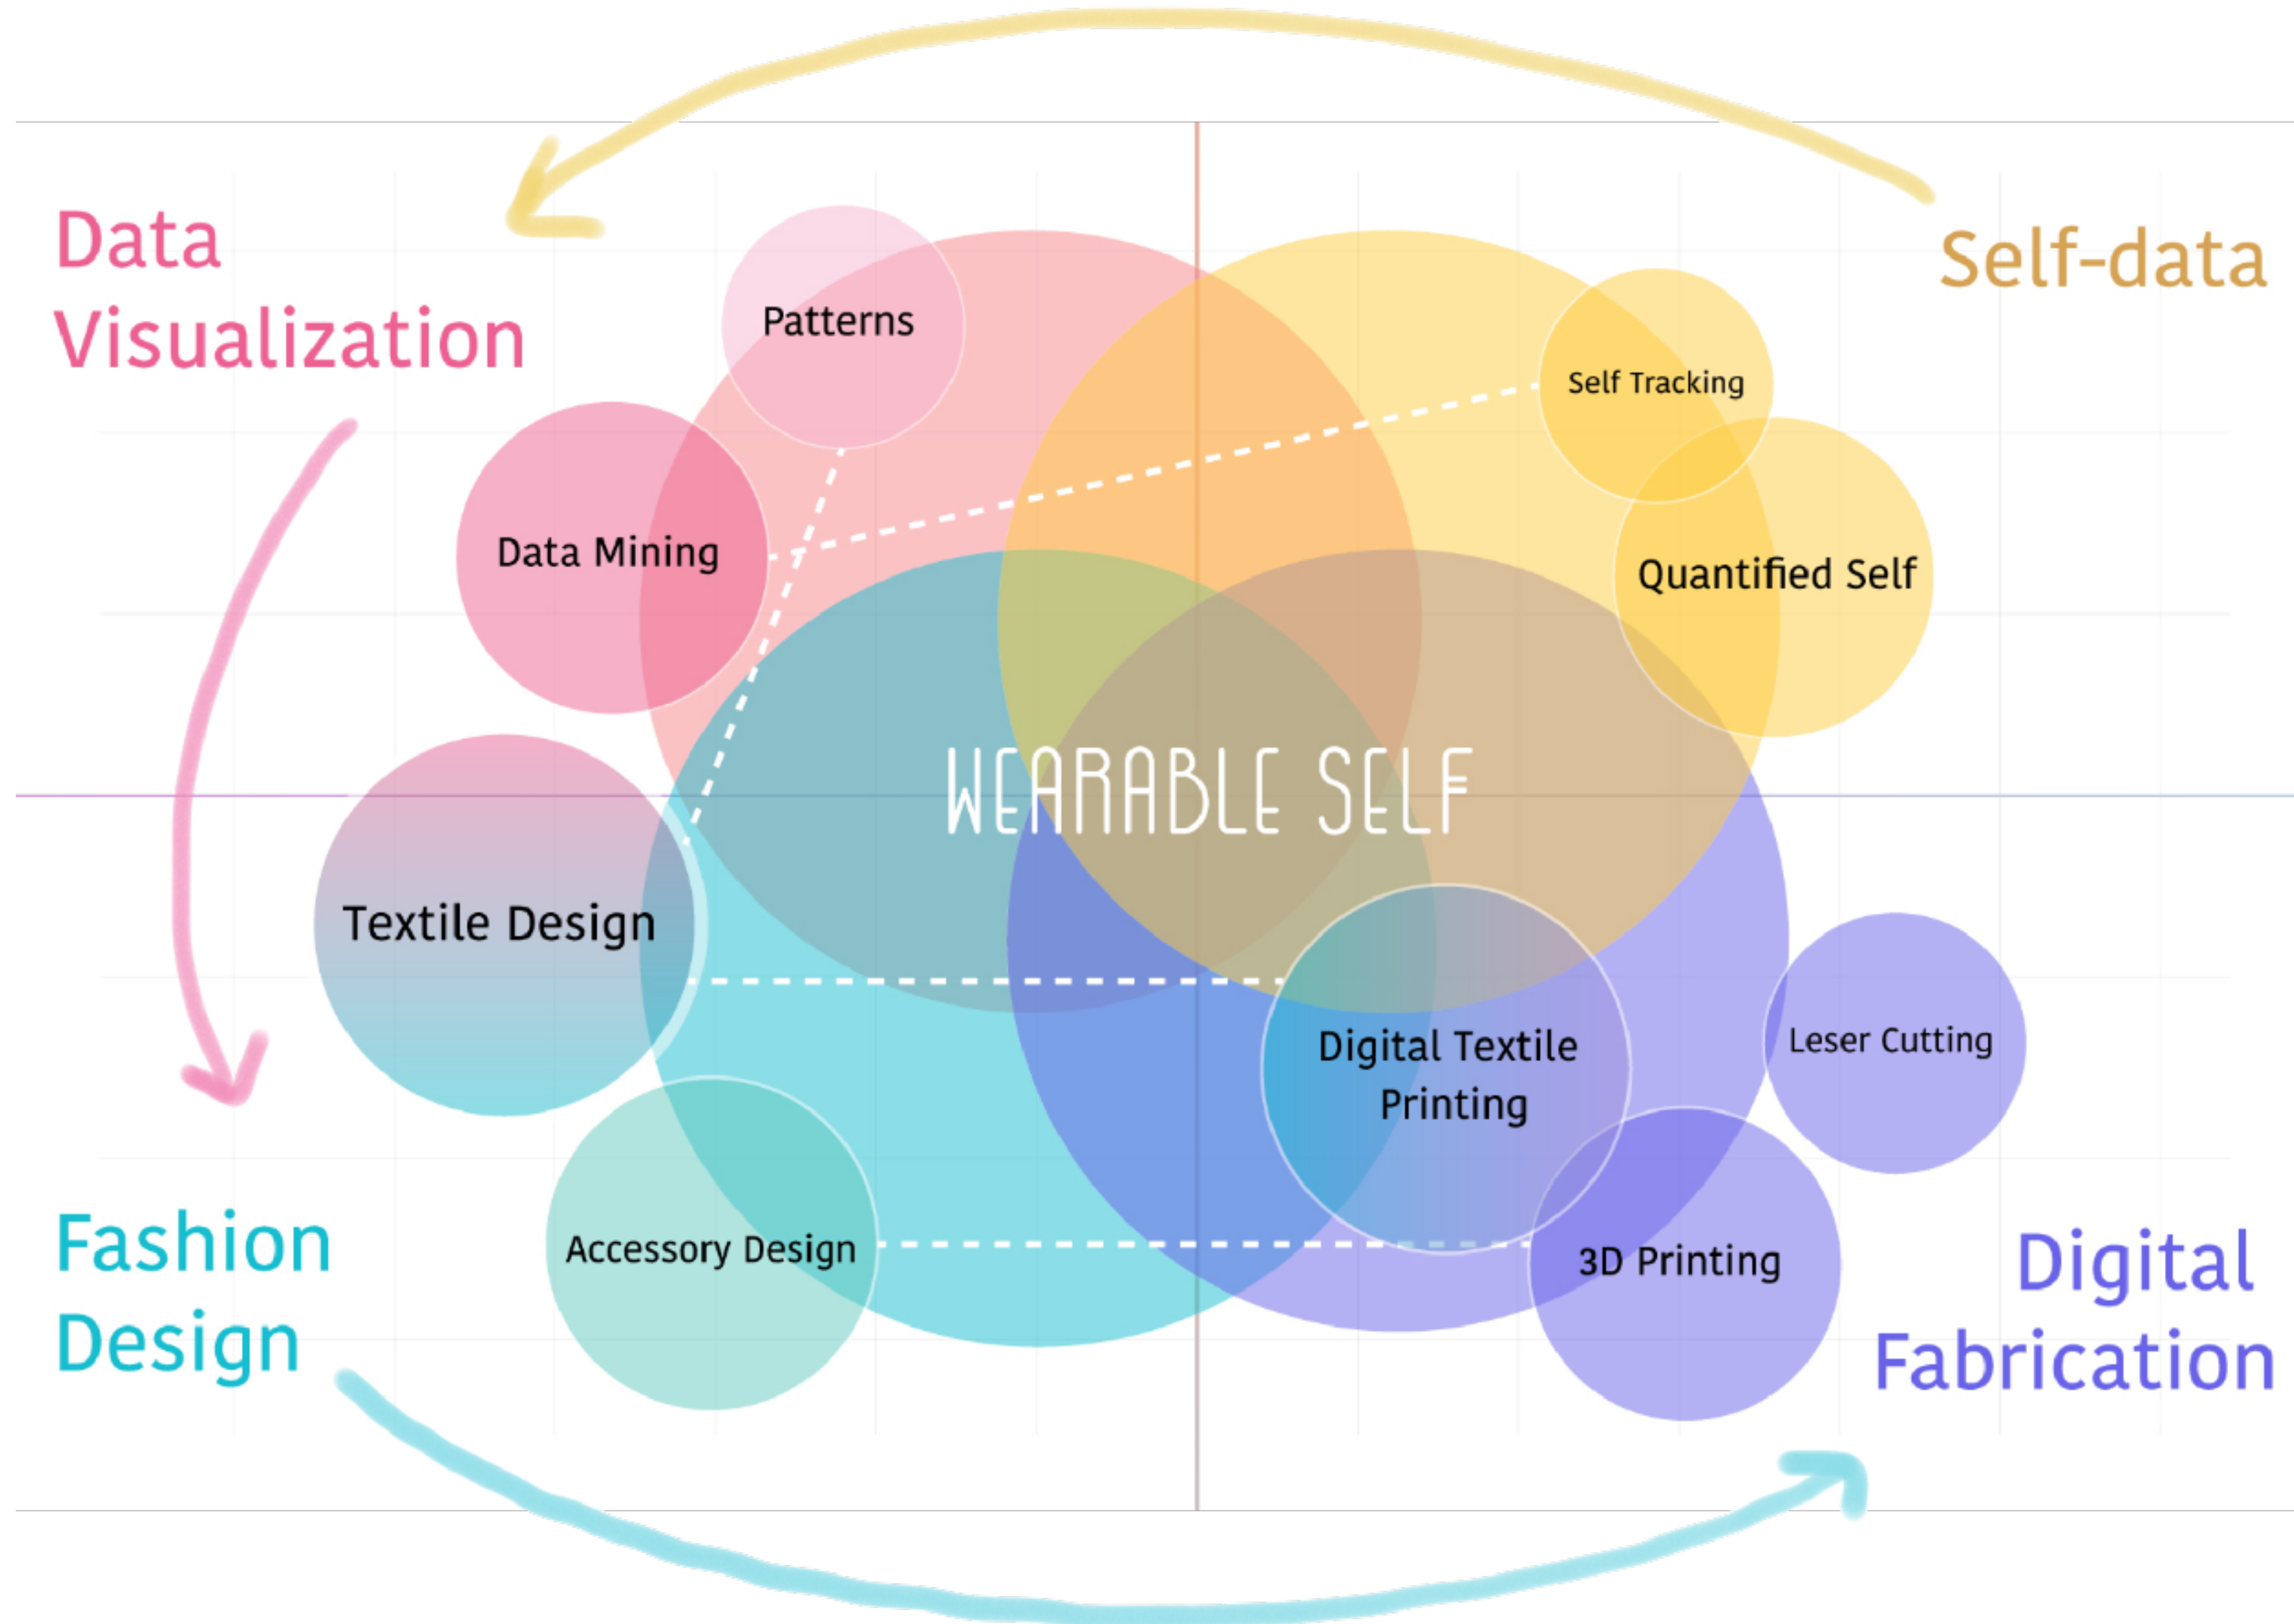 Data
Visualization
Self-data
Patterns
Self Tracking
Data Mining
Quantified Self
WEARABLE SELF
Textile Design
Digital Textile
Printing
Leser Cutting
Accessory Design
3D Printing
Fashion
Design
Digital
Fabrication